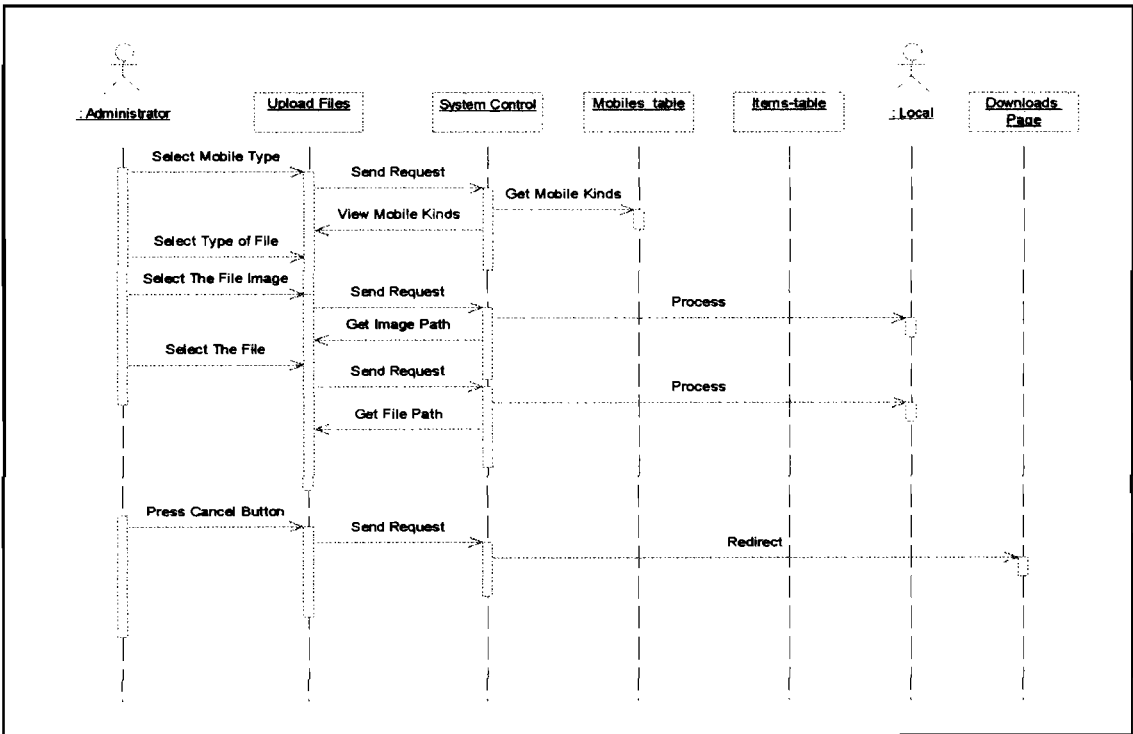 : Administrator
Upload Files
System Control
Mobiles_table
Items-table
: Local
Downloads
Page
Select Mobile Type
Send Request
Get Mobile Kinds
View Mobile Kinds
Select Type of File
Select The File Image
Send Request
Process
Get Image Path
Select The File
Send Request
Process
Get File Path
Press Cancel Button
Send Request
Redirect